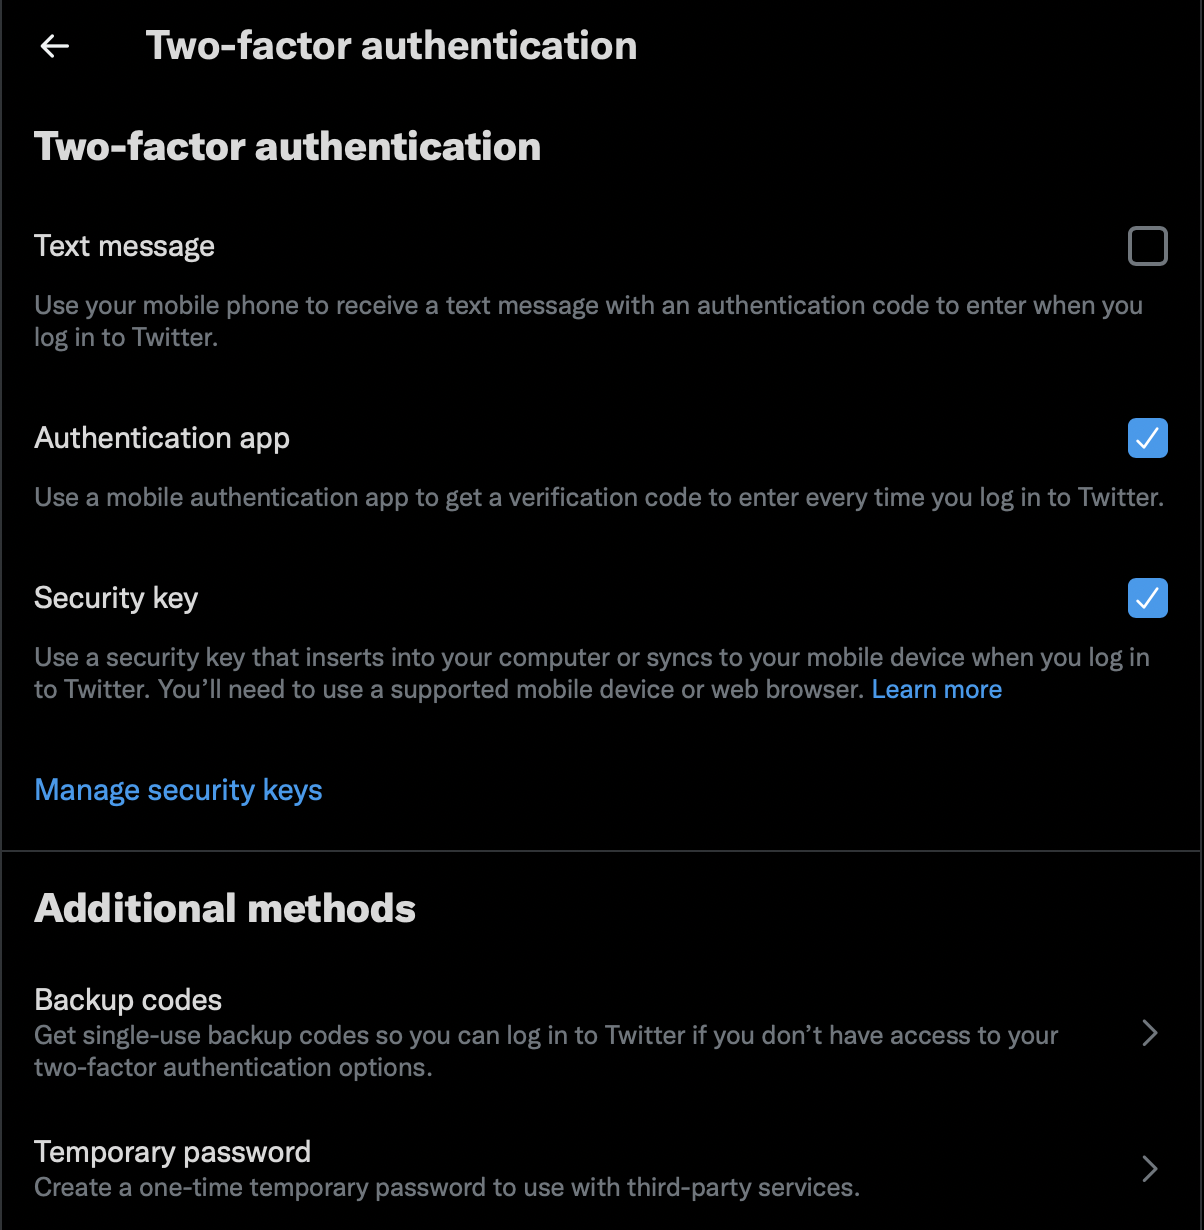 Two-factor authentication
Two-factor authentication
Text message
Use your mobile phone to receive a text message with an authentication code to enter when you
log in to Twitter.
Authentication app
Use a mobile authentication app to get a verification code to enter every time you log in to Twitter.
Security key
Use a security key that inserts into your computer or syncs to your mobile device when you log in
to Twitter. You’ll need to use a supported mobile device or web browser. Learn more
Manage security keys
Additional methods
Backup codes
Get single-use backup codes so you can log in to Twitter if you don’t have access to your
two-factor authentication options.
Temporary password
Create a one-time temporary password to use with third-party services.